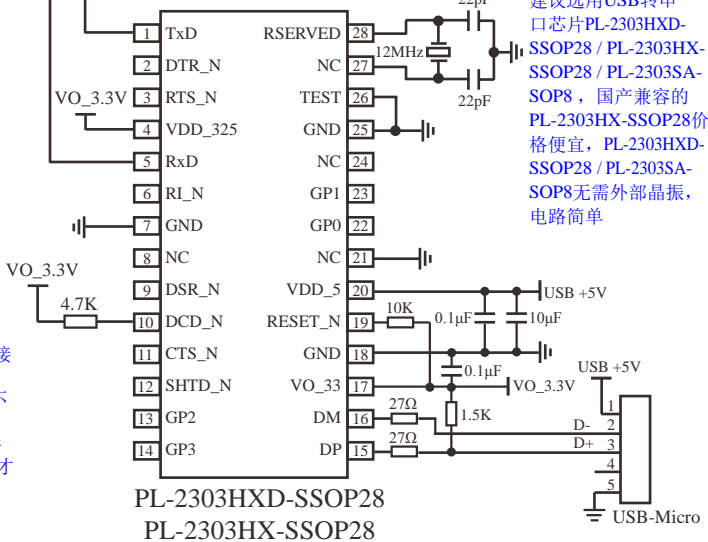 22pF
建议选用USB转串
口芯片PL-2303HXD-
SSOP28 / PL-2303HX-
SSOP28 / PL-2303SA-
SOP8 ，国产兼容的
PL-2303HX-SSOP28价
格便宜，PL-2303HXD-
SSOP28 / PL-2303SA-
SOP8无需外部晶振，
电路简单
1 TxD RSERVED 28
12MHz
2 DTR_N NC 27
22pF
VO_3.3V
3 RTS_N TEST 26
4 VDD_325 GND 25
5 RxD NC 24
6 RI_N GP1 23
7 GND GP0 22
8 NC NC 21
VO_3.3V
9 DSR_N VDD_5 20
USB +5V
4.7K
10 DCD_N RESET_N 19
10K
0.1μF
10μF
11 CTS_N GND 18
0.1μF
12 SHTD_N VO_33 17
VO_3.3V
13 GP2 DM 16
27Ω
1.5K
14 GP3 DP 15
27Ω
USB +5V
1
D- 2
D+ 3
4
5
USB-Micro
接
才
PL-2303HXD-SSOP28
PL-2303HX-SSOP28